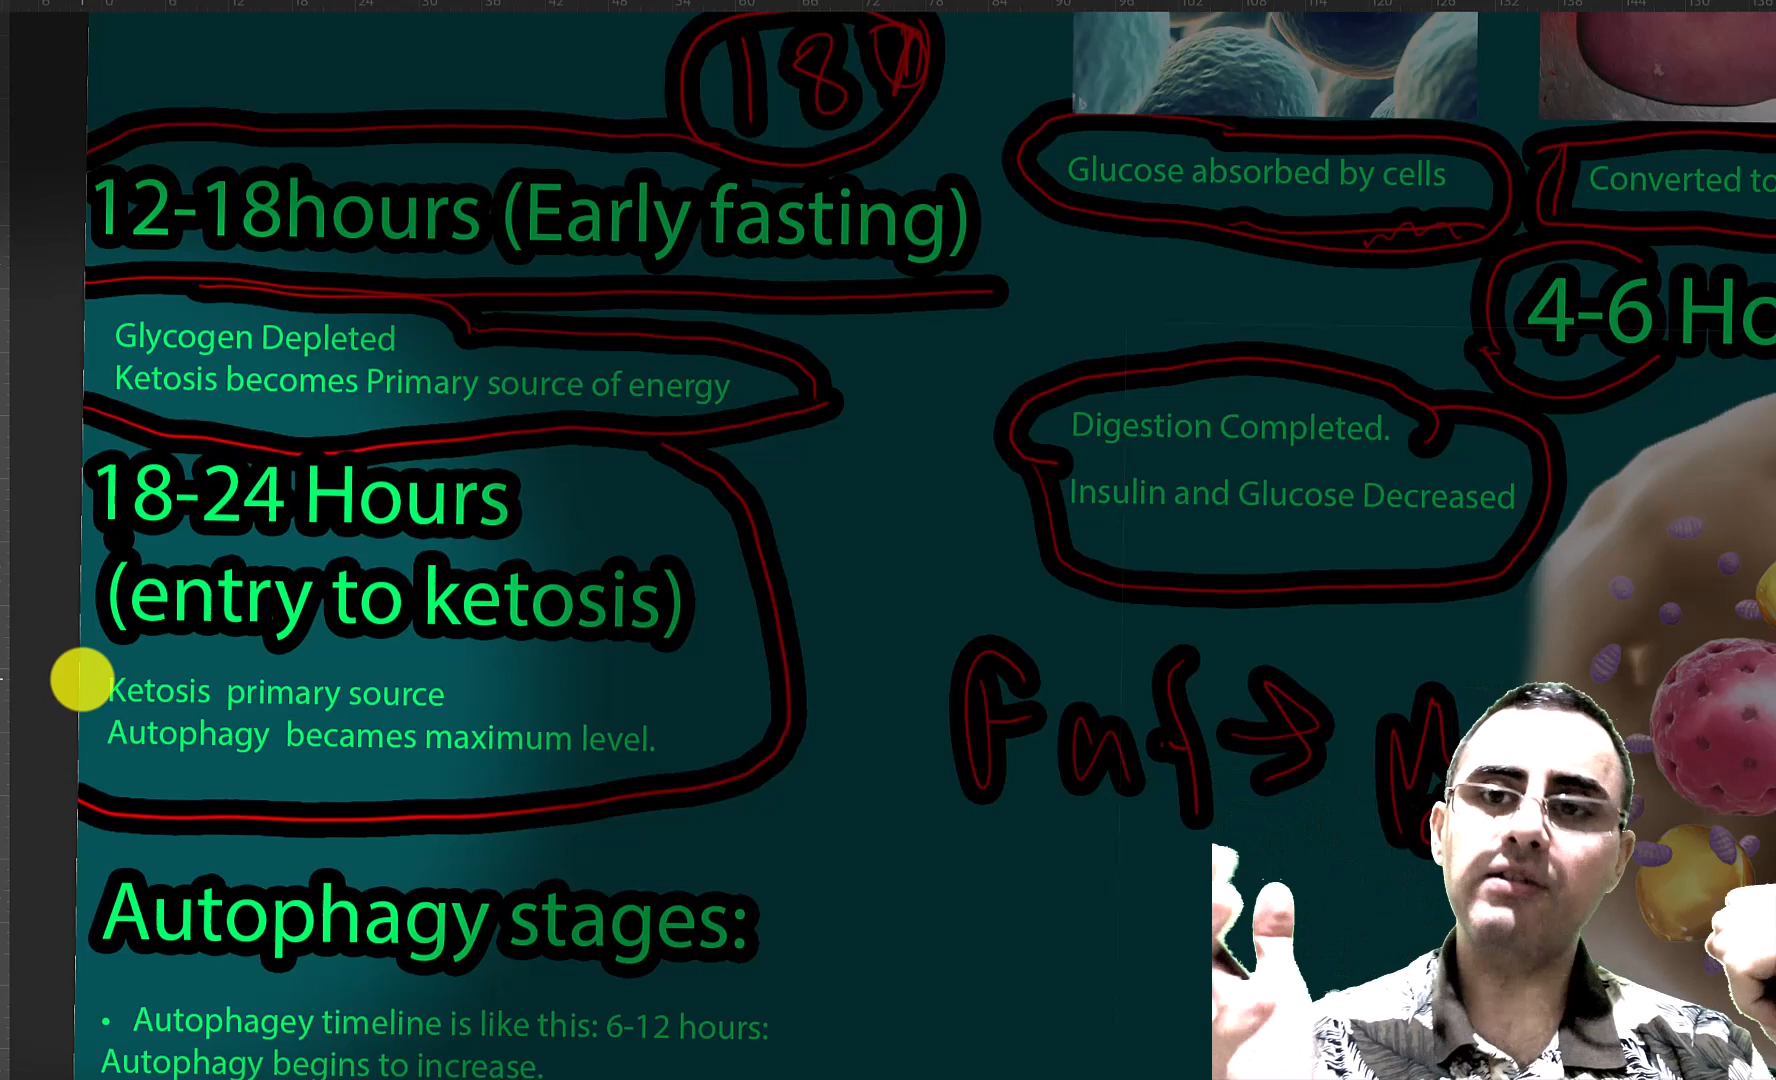 18h
12-18hours (Early fasting)
Glycogen Depleted
Ketosis becomes Primary source of energy
18-24 Hours
(entry to ketosis)
Ketosis primary source
Autophagy becames maximum level.
Autophagy stages:
• Autophagey timeline is like this: 6-12 hours:
Autophagy begins to increase.
Glucose absorbed by cells
Converted to
4-6 Ho
Digestion Completed.
Insulin and Glucose Decreased